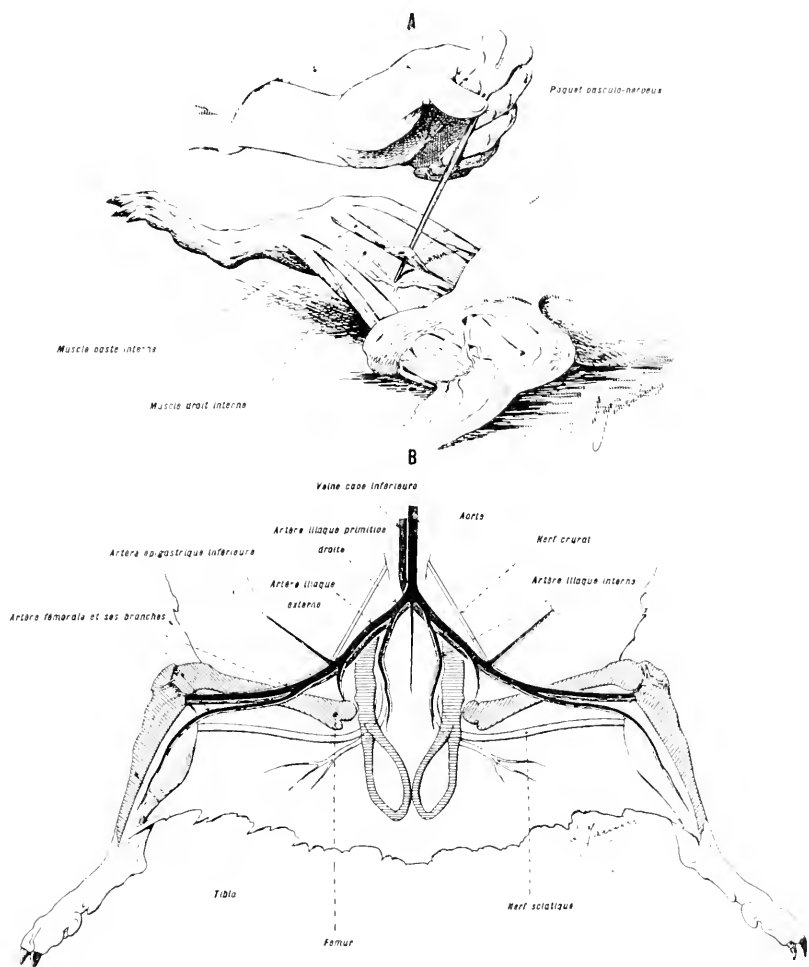 A
Paquet vasculo-nerveux
Muscle vaste interne
Muscle droit interne
B
Veine cave inférieure
Aorte
Artère iliaque primitive
droite
Nerf crural
Artère épigastrique inférieure
Artère iliaque
externe
Artère iliaque interne
Artère fémorale et ses branches
Tibia
Nerf sciatique
Femur